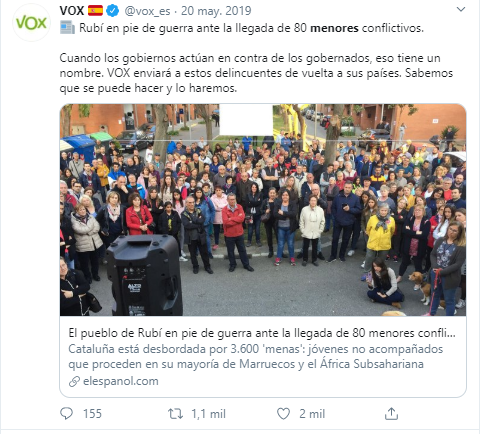 VOX
VOX @vox_es · 20 may. 2019
Rubí en pie de guerra ante la llegada de 80 menores conflictivos.
Cuando los gobiernos actúan en contra de los gobernados, eso tiene un
nombre. VOX enviará a estos delincuentes de vuelta a sus países. Sabemos
que se puede hacer y lo haremos.
El pueblo de Rubí en pie de guerra ante la llegada de 80 menores confli...
Cataluña está desbordada por 3.600 'menas': jóvenes no acompañados
que proceden en su mayoría de Marruecos y el África Subsahariana
elespanol.com
155 1,1 mil 2 mil